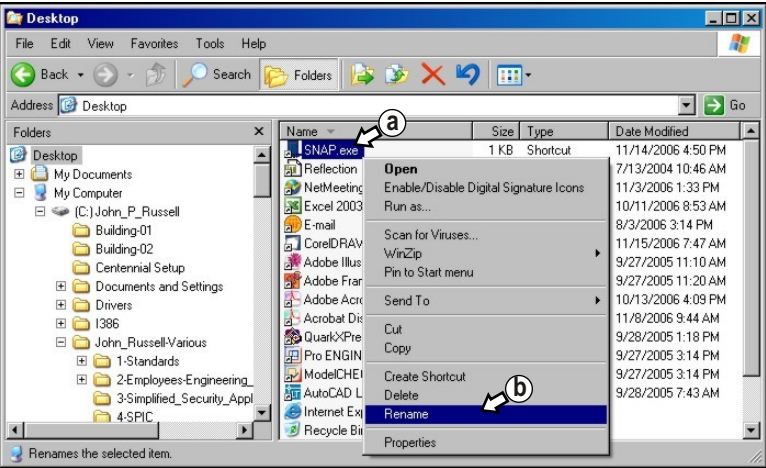 Desktop
File Edit View Favorites Tools Help
Back Search Folders
Address Desktop Go
Folders
Desktop
My Documents
My Computer
(C:)John_P_Russell
Building-01
Building-02
Centennial Setup
Documents and Settings
Drivers
I386
John_Russell-Various
1-Standards
2-Employees-Engineering_
3-Simplified_Security_Appl
4-SPIC
Name Size Type Date Modified
a
SNAP.exe 1 KB Shortcut 11/14/2006 4:50 PM
Reflection 7/13/2004 10:46 AM
NetMeeting 11/3/2006 1:33 PM
Excel 2003 10/11/2006 8:53 AM
E-mail 8/3/2006 3:14 PM
CorelDRAW 11/15/2006 7:47 AM
Adobe Illus 9/27/2005 11:10 AM
Adobe Fram 9/27/2005 11:20 AM
Adobe Acro 10/13/2006 4:09 PM
Acrobat Dis 11/8/2006 9:44 AM
QuarkXPre 9/28/2005 1:18 PM
Pro ENGIN 9/27/2005 3:14 PM
ModelCHE 9/27/2005 3:14 PM
AutoCAD L 9/28/2005 7:43 AM
Internet Exp
Recycle Bin
Open
Enable/Disable Digital Signature Icons
Run as...
Scan for Viruses...
WinZip
Pin to Start menu
Send To
Cut
Copy
Create Shortcut
Delete
b
Rename
Properties
Renames the selected item.